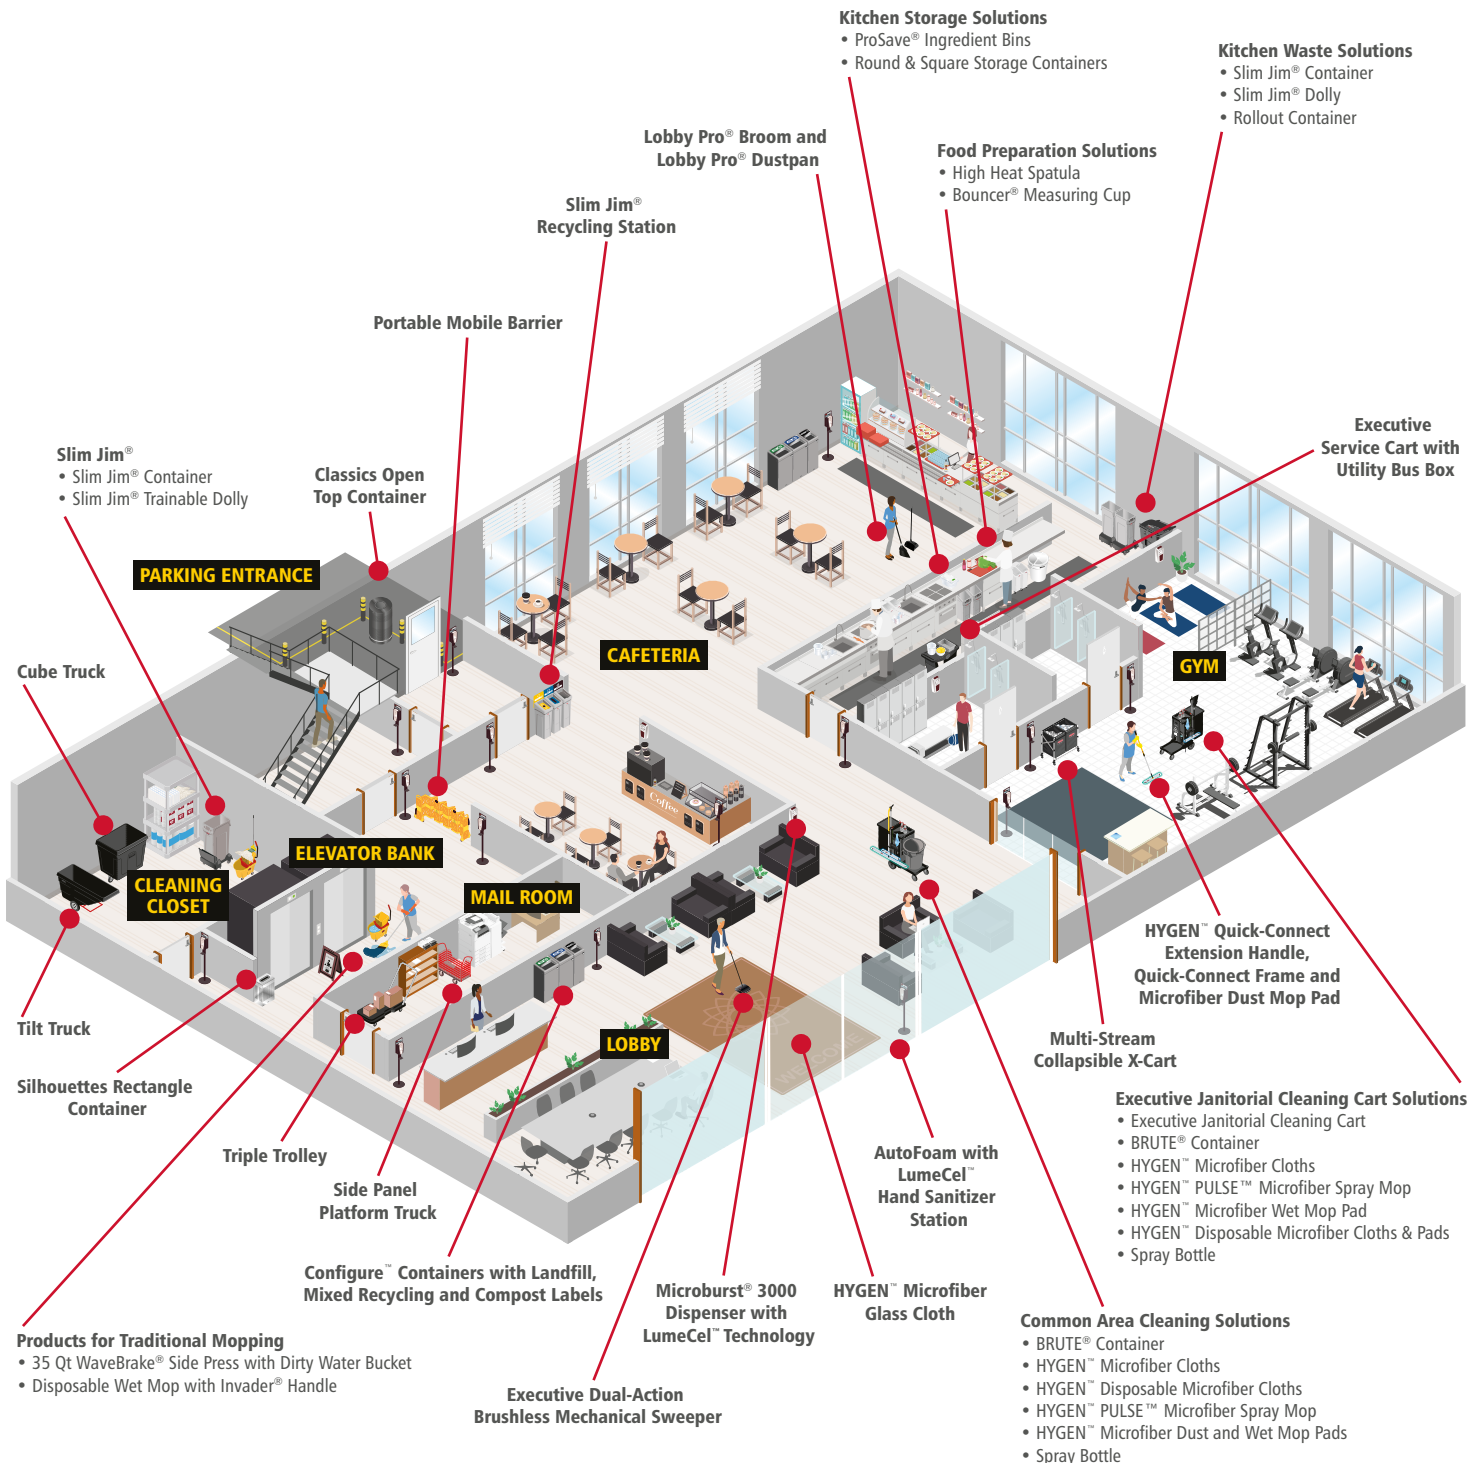 Kitchen Storage Solutions
• ProSave® Ingredient Bins
• Round & Square Storage Containers
Kitchen Waste Solutions
• Slim Jim® Container
• Slim Jim® Dolly
• Rollout Container
Lobby Pro® Broom and
Lobby Pro® Dustpan
Food Preparation Solutions
• High Heat Spatula
• Bouncer® Measuring Cup
Slim Jim®
Recycling Station
Portable Mobile Barrier
Executive
Service Cart with
Utility Bus Box
Slim Jim®
• Slim Jim® Container
• Slim Jim® Trainable Dolly
Classics Open
Top Container
PARKING ENTRANCE
CAFETERIA
GYM
Cube Truck
Coffee
ELEVATOR BANK
CLEANING
CLOSET
MAIL ROOM
HYGEN™ Quick-Connect
Extension Handle,
Quick-Connect Frame and
Microfiber Dust Mop Pad
Tilt Truck
LOBBY
WELCOME
Multi-Stream
Collapsible X-Cart
Silhouettes Rectangle
Container
Executive Janitorial Cleaning Cart Solutions
• Executive Janitorial Cleaning Cart
• BRUTE® Container
• HYGEN™ Microfiber Cloths
• HYGEN™ PULSE™ Microfiber Spray Mop
• HYGEN™ Microfiber Wet Mop Pad
• HYGEN™ Disposable Microfiber Cloths & Pads
• Spray Bottle
Triple Trolley
Side Panel
Platform Truck
AutoFoam with
LumeCel™
Hand Sanitizer
Station
Configure™ Containers with Landfill,
Mixed Recycling and Compost Labels
Microburst® 3000
Dispenser with
LumeCel™ Technology
HYGEN™ Microfiber
Glass Cloth
Products for Traditional Mopping
• 35 Qt WaveBrake® Side Press with Dirty Water Bucket
• Disposable Wet Mop with Invader® Handle
Executive Dual-Action
Brushless Mechanical Sweeper
Common Area Cleaning Solutions
• BRUTE® Container
• HYGEN™ Microfiber Cloths
• HYGEN™ Disposable Microfiber Cloths
• HYGEN™ PULSE™ Microfiber Spray Mop
• HYGEN™ Microfiber Dust and Wet Mop Pads
• Spray Bottle